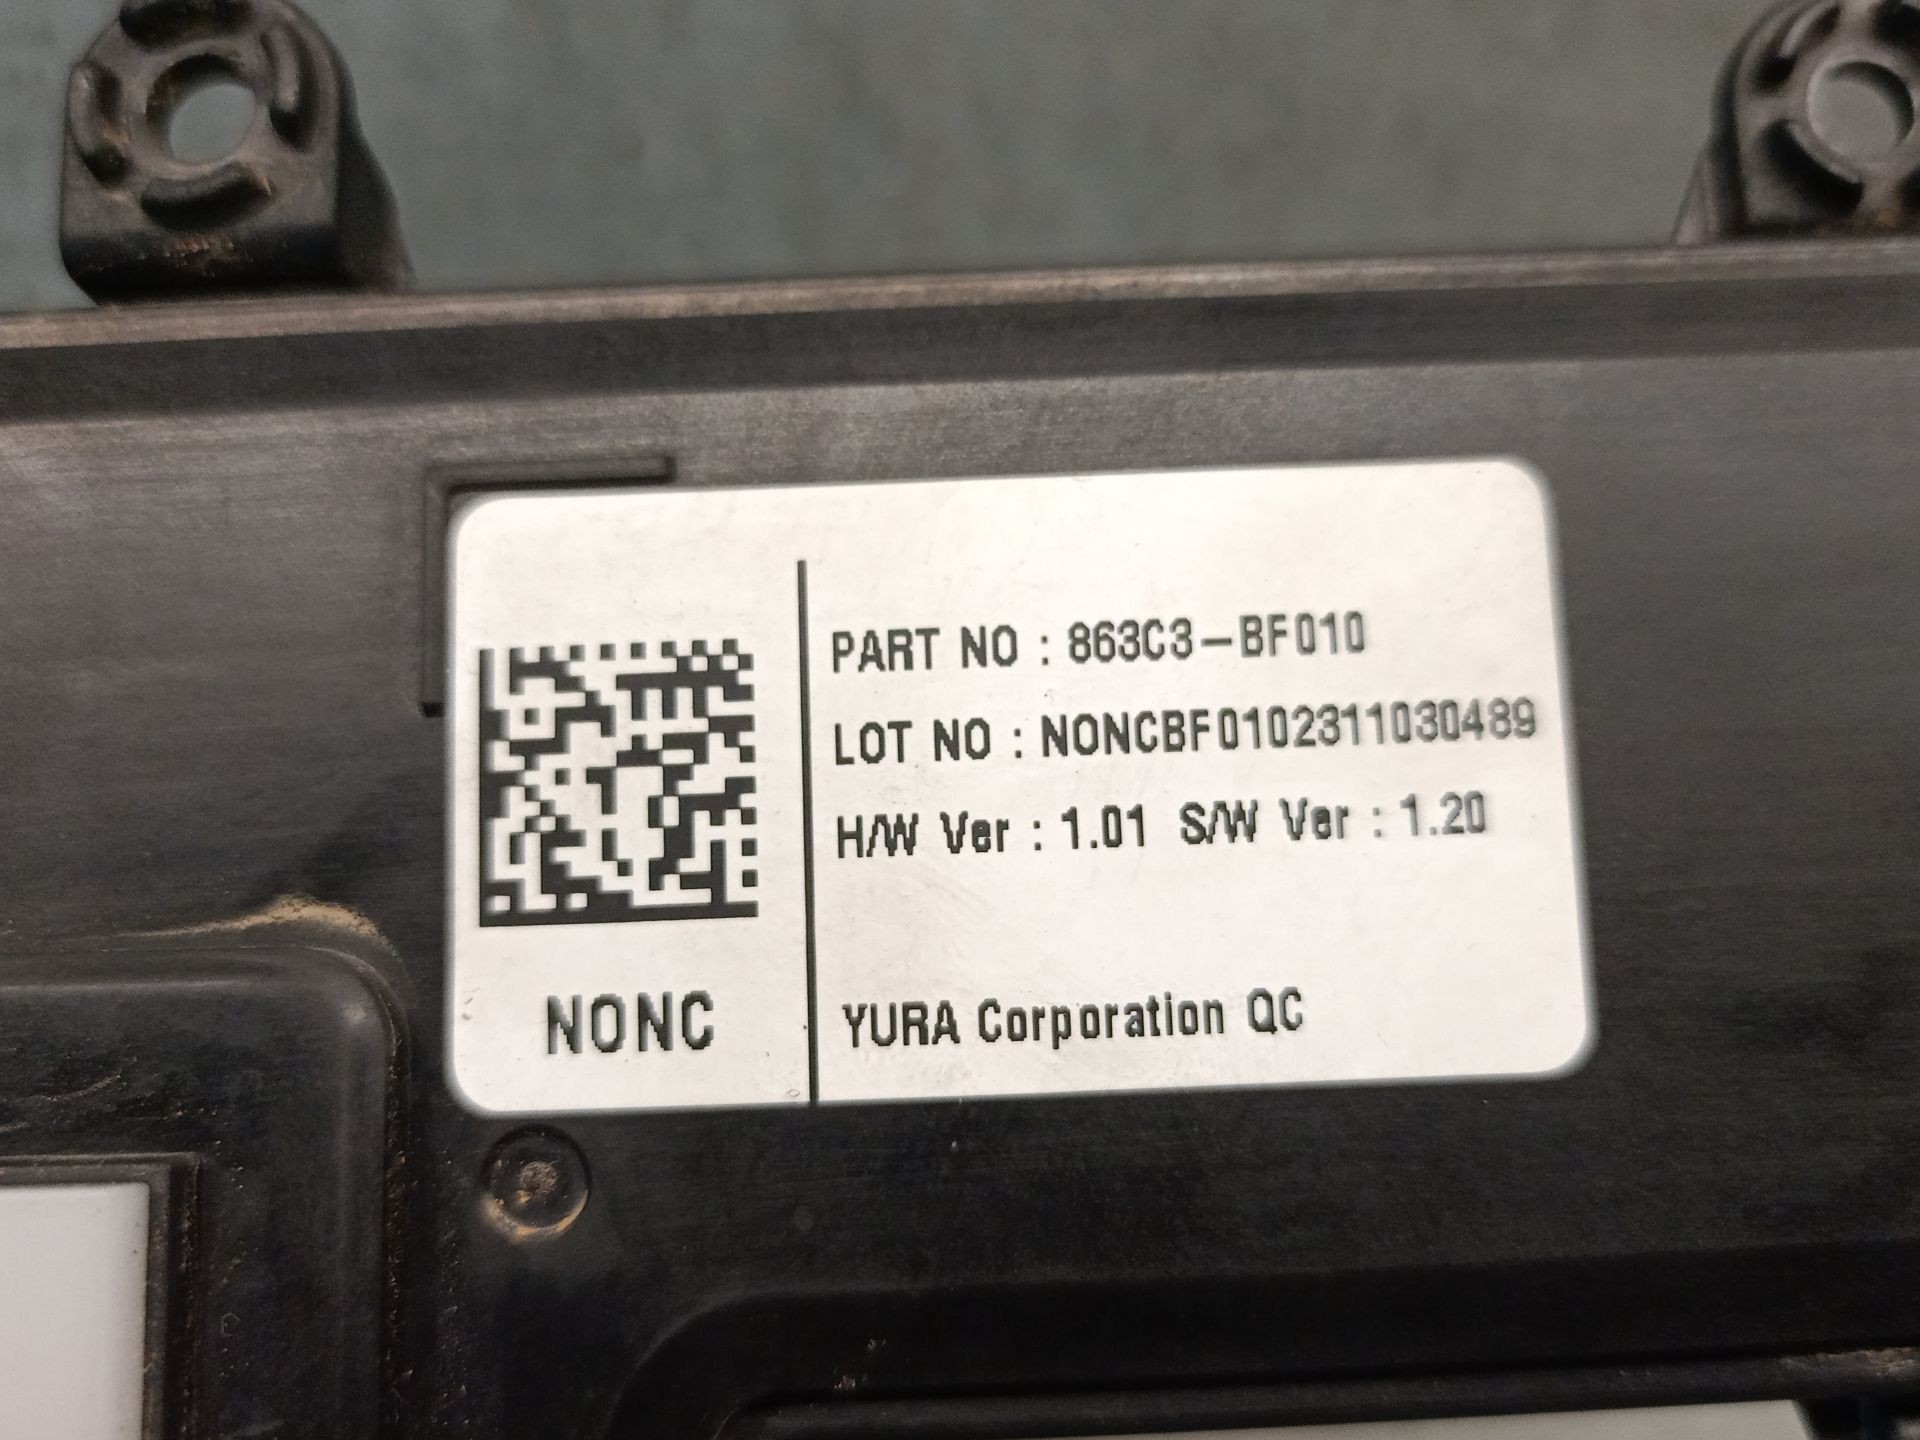 PART NO : 863C3-BF010
LOT NO : NONCBF0102311030489
H/W Ver : 1.01 S/W Ver : 1.20
NONC
YURA Corporation QC